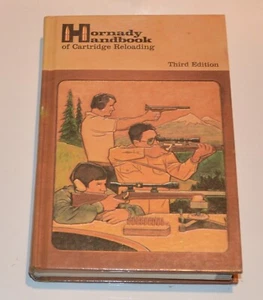 Hornady
Handbook
of Cartridge Reloading
Third Edition